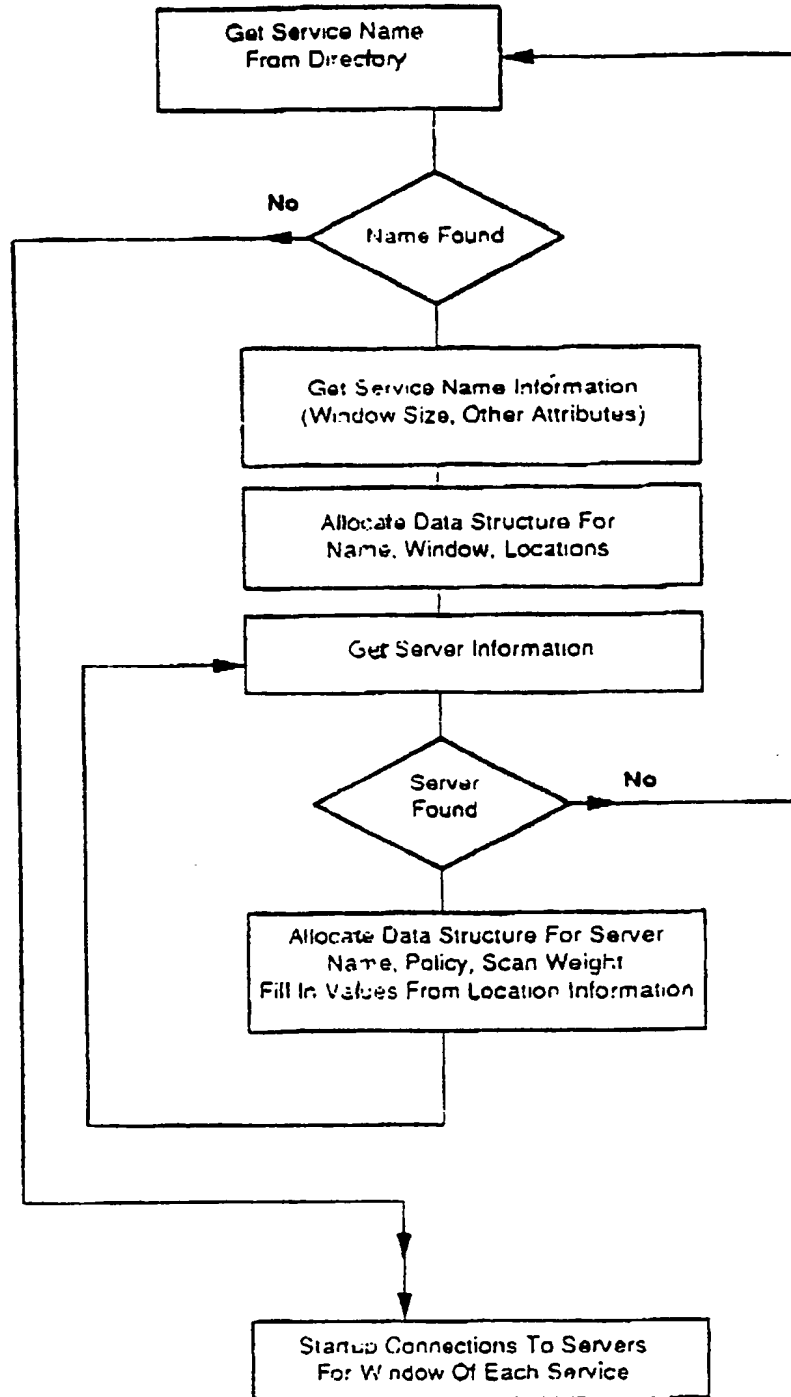 Get Service Name
From Directory
No
Name Found
Get Service Name Information
(Window Size, Other Attributes)
Allocate Data Structure For
Name, Window, Locations
Get Server Information
Server
Found
No
Allocate Data Structure For Server
Name, Policy, Scan Weight
Fill In Values From Location Information
Startup Connections To Servers
For Window Of Each Service